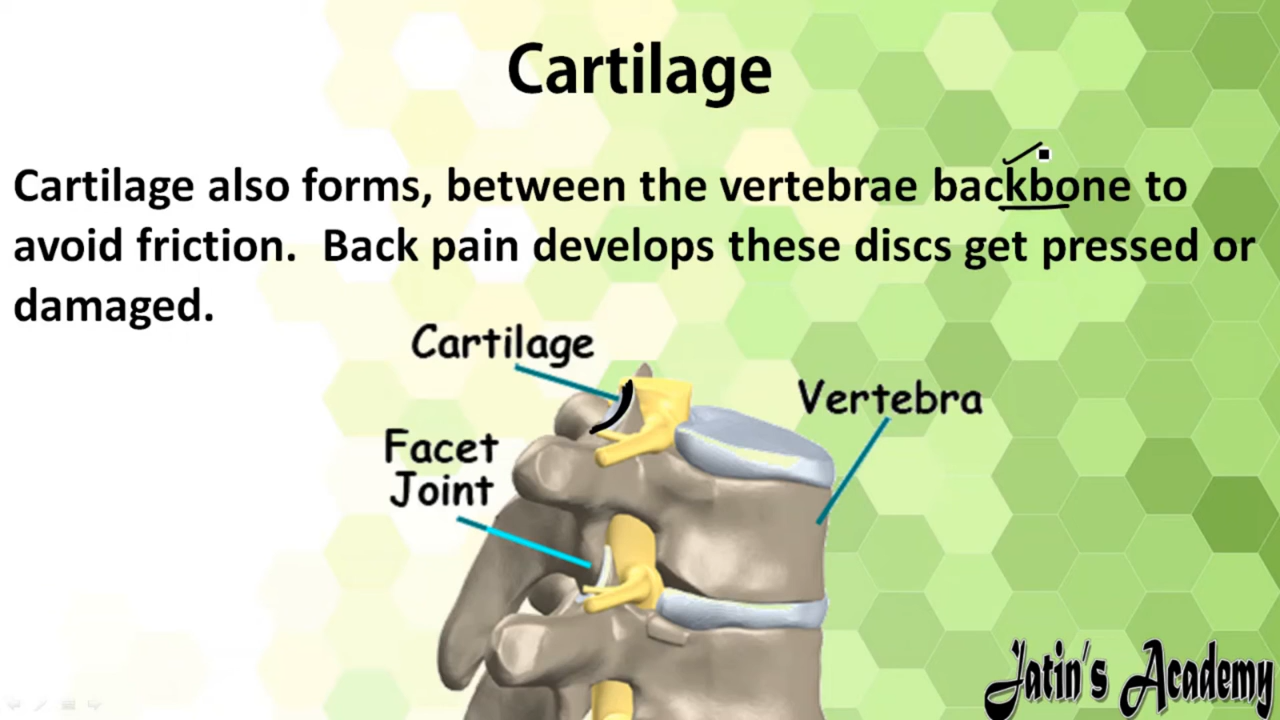 Cartilage
Cartilage also forms, between the vertebrae backbone to
avoid friction. Back pain develops these discs get pressed or
damaged.
Cartilage
Vertebra
Facet
Joint
Jatin's Academy